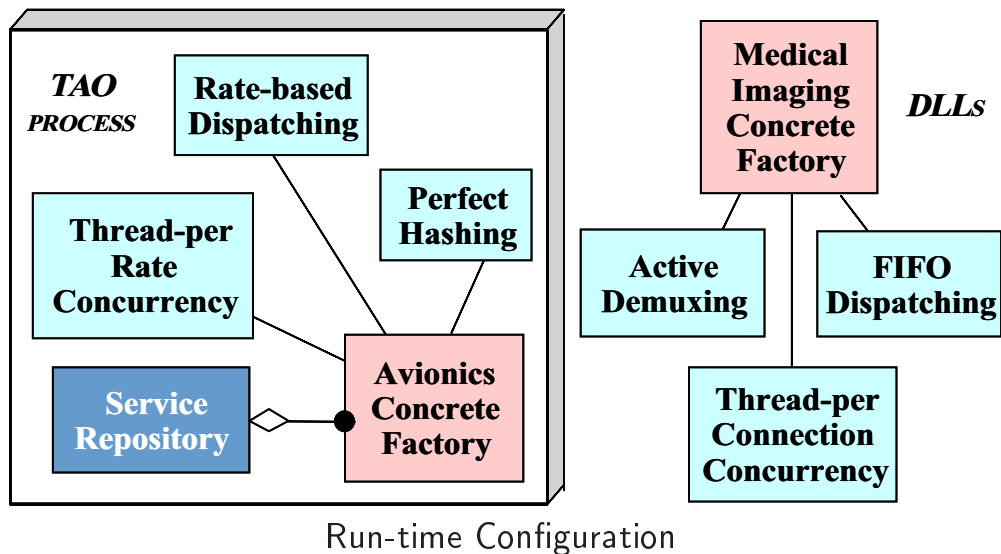 TAO
PROCESS
Rate-based
Dispatching
Perfect
Hashing
Thread-per
Rate
Concurrency
Service
Repository
Avionics
Concrete
Factory
Medical
Imaging
Concrete
Factory
DLLs
Active
Demuxing
FIFO
Dispatching
Thread-per
Connection
Concurrency
Run-time Configuration